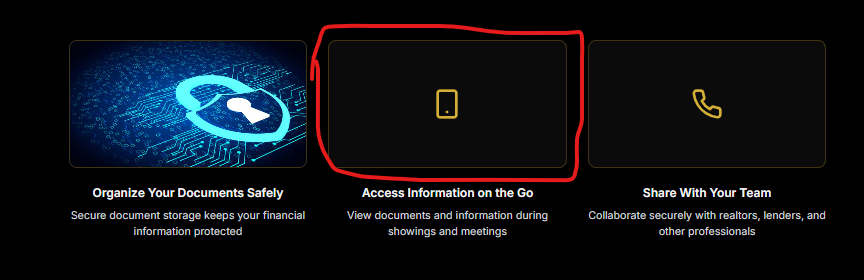 Organize Your Documents Safely
Secure document storage keeps your financial
information protected
Access Information on the Go
View documents and information during
showings and meetings
Share With Your Team
Collaborate securely with realtors, lenders, and
other professionals